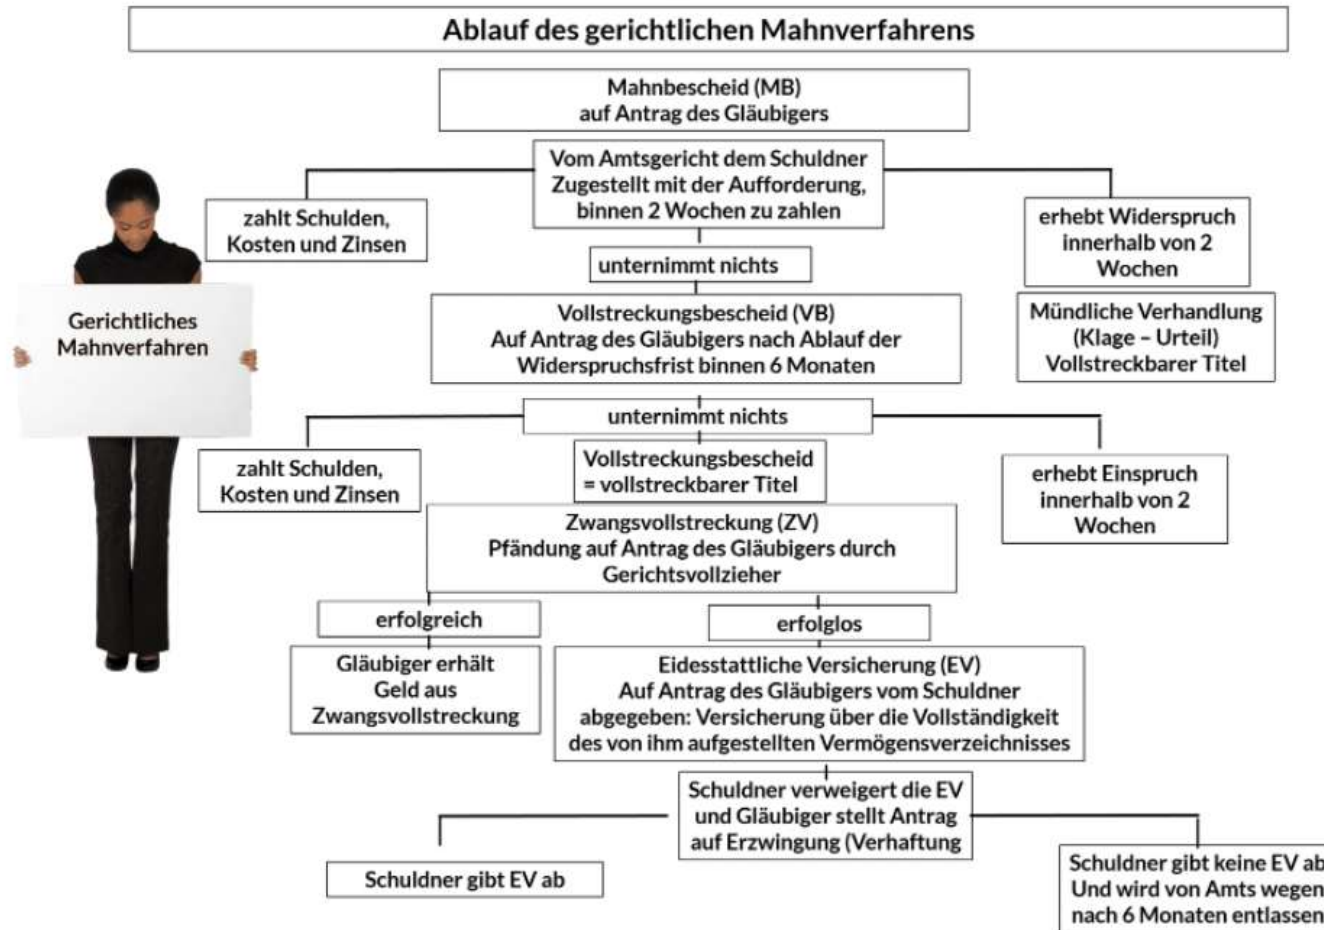 Ablauf des gerichtlichen Mahnverfahrens
Mahnbescheid (MB)
auf Antrag des Gläubigers
Vom Amtsgericht dem Schuldner
Zugestellt mit der Aufforderung,
binnen 2 Wochen zu zahlen
zahlt Schulden,
Kosten und Zinsen
erhebt Widerspruch
innerhalb von 2
Wochen
unternimmt nichts
Gerichtliches
Mahnverfahren
Vollstreckungsbescheid (VB)
Auf Antrag des Gläubigers nach Ablauf der
Widerspruchsfrist binnen 6 Monaten
Mündliche Verhandlung
(Klage – Urteil)
Vollstreckbarer Titel
unternimmt nichts
zahlt Schulden,
Kosten und Zinsen
Vollstreckungsbescheid
= vollstreckbarer Titel
erhebt Einspruch
innerhalb von 2
Wochen
Zwangsvollstreckung (ZV)
Pfändung auf Antrag des Gläubigers durch
Gerichtsvollzieher
erfolgreich
erfolglos
Gläubiger erhält
Geld aus
Zwangsvollstreckung
Eidesstattliche Versicherung (EV)
Auf Antrag des Gläubigers vom Schuldner
abgegeben: Versicherung über die Vollständigkeit
des von ihm aufgestellten Vermögensverzeichnisses
Schuldner verweigert die EV
und Gläubiger stellt Antrag
auf Erzwingung (Verhaftung
Schuldner gibt EV ab
Schuldner gibt keine EV ab
Und wird von Amts wegen
nach 6 Monaten entlassen